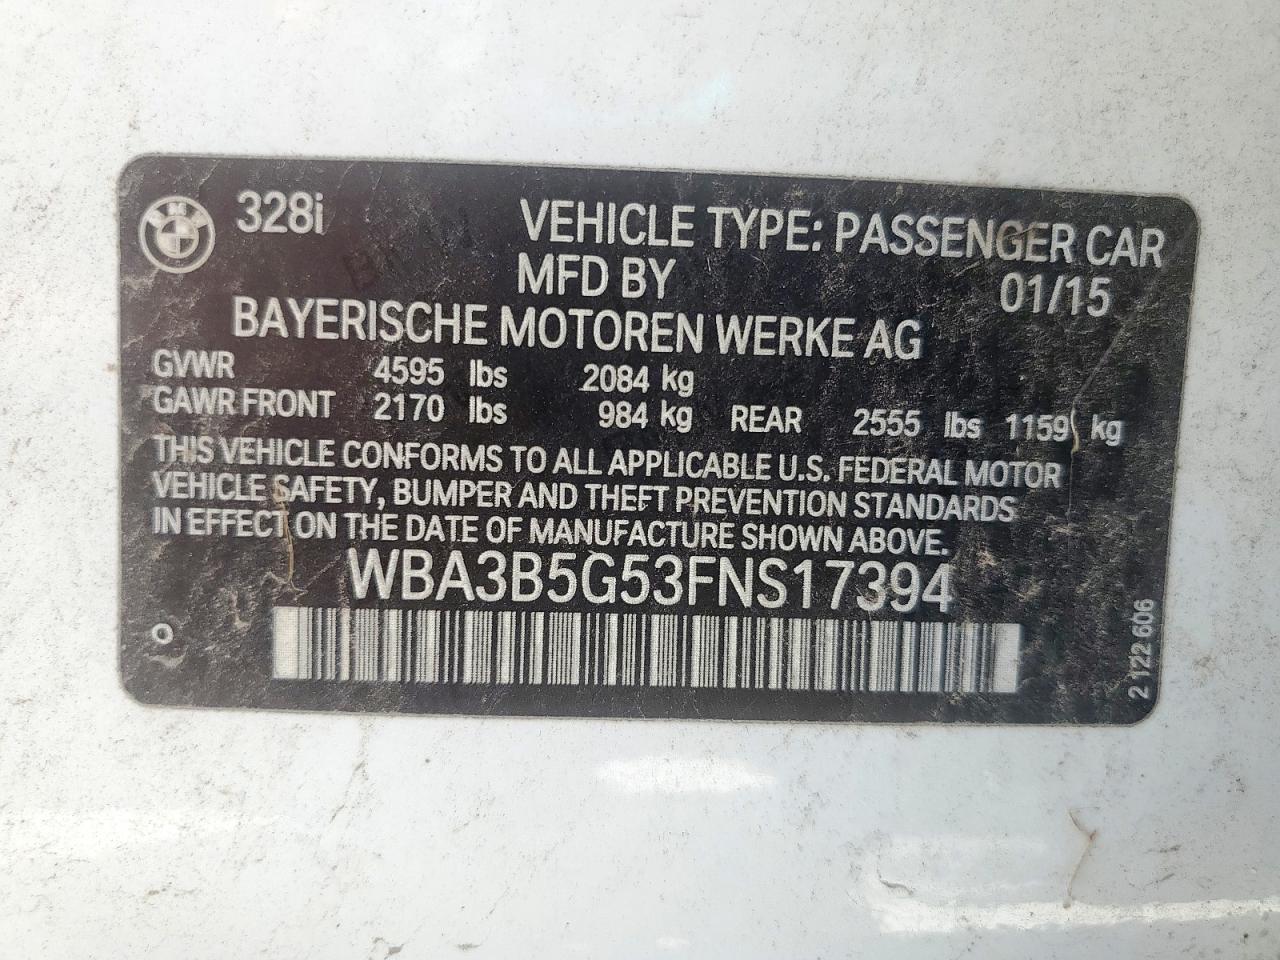 BMW 328i VEHICLE TYPE: PASSENGER CAR
MFD BY 01/15
BAYERISCHE MOTOREN WERKE AG
GVWR 4595 lbs 2084 kg
GAWR FRONT 2170 lbs 984 kg REAR 2555 lbs 1159 kg
THIS VEHICLE CONFORMS TO ALL APPLICABLE U.S. FEDERAL MOTOR
VEHICLE SAFETY, BUMPER AND THEFT PREVENTION STANDARDS
IN EFFECT ON THE DATE OF MANUFACTURE SHOWN ABOVE.
WBA3B5G53FNS17394
2 122 606